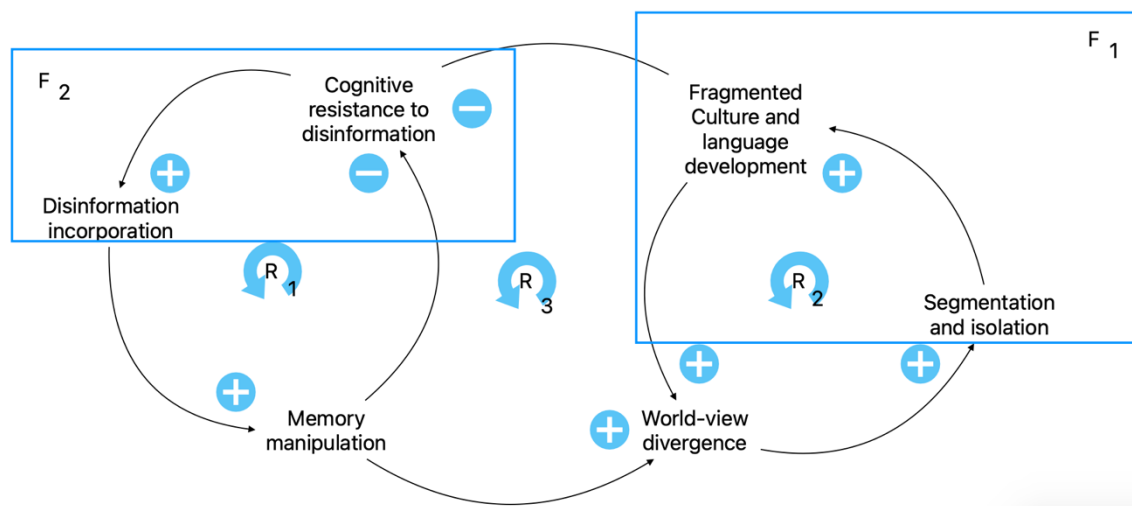 F 1
F 2
Cognitive
resistance to
disinformation
Fragmented
Culture and
language
development
Disinformation
incorporation
R 1
R 3
R 2
Segmentation
and isolation
Memory
manipulation
World-view
divergence